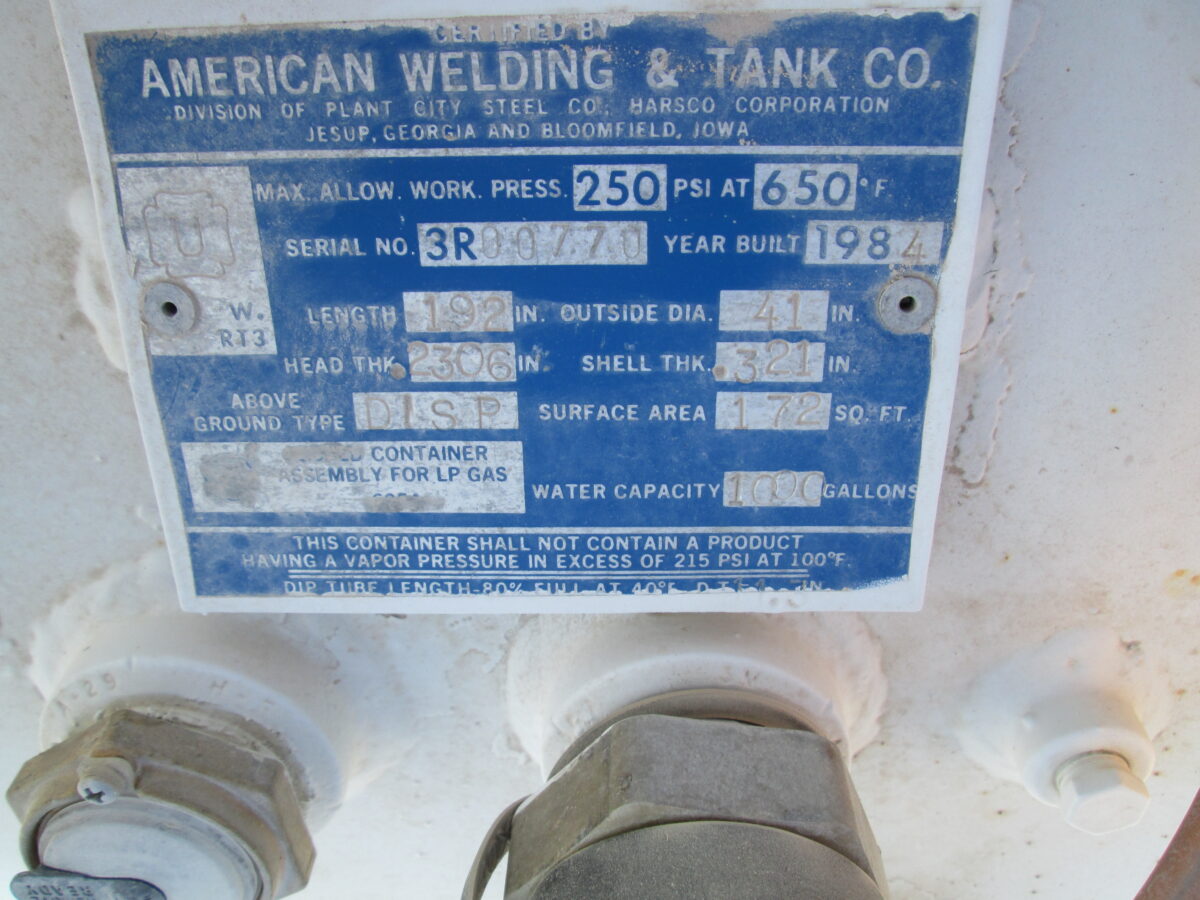 CERTIFIED BY
AMERICAN WELDING & TANK CO.
DIVISION OF PLANT CITY STEEL CO., HARSCO CORPORATION
JESUP, GEORGIA AND BLOOMFIELD, IOWA
MAX. ALLOW. WORK. PRESS. 250 PSI AT 650°F
U
SERIAL NO. 3R00770 YEAR BUILT 1984
W.
RT3
LENGTH 192 IN. OUTSIDE DIA. 41 IN.
HEAD THK. .2306 IN. SHELL THK. .321 IN.
ABOVE
GROUND TYPE DISP SURFACE AREA 172 SQ. FT.
CONTAINER
ASSEMBLY FOR LP GAS
WATER CAPACITY 1000 GALLONS
THIS CONTAINER SHALL NOT CONTAIN A PRODUCT
HAVING A VAPOR PRESSURE IN EXCESS OF 215 PSI AT 100°F.
DIP TUBE LENGTH-80% FULL AT 40°F. D.T. IN.
29 H
READY